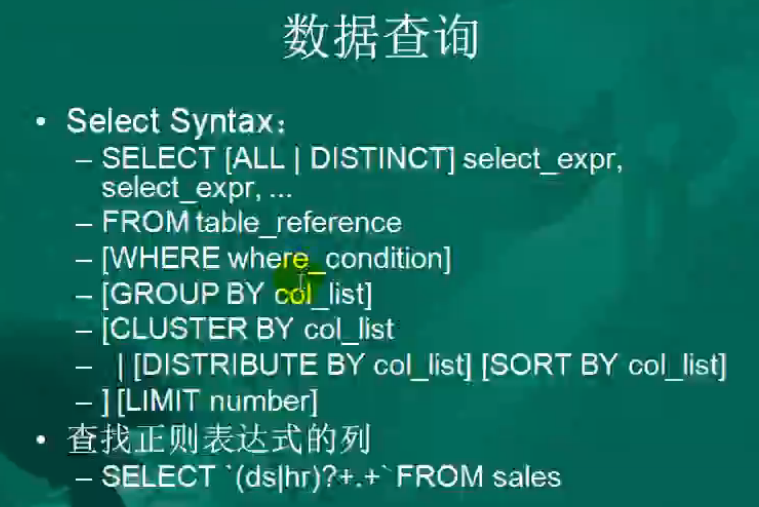 数据查询
• Select Syntax：
– SELECT [ALL | DISTINCT] select_expr,
select_expr, ...
– FROM table_reference
– [WHERE where_condition]
– [GROUP BY col_list]
– [CLUSTER BY col_list
– | [DISTRIBUTE BY col_list] [SORT BY col_list]
– ] [LIMIT number]
• 查找正则表达式的列
– SELECT `(ds|hr)?+.+` FROM sales